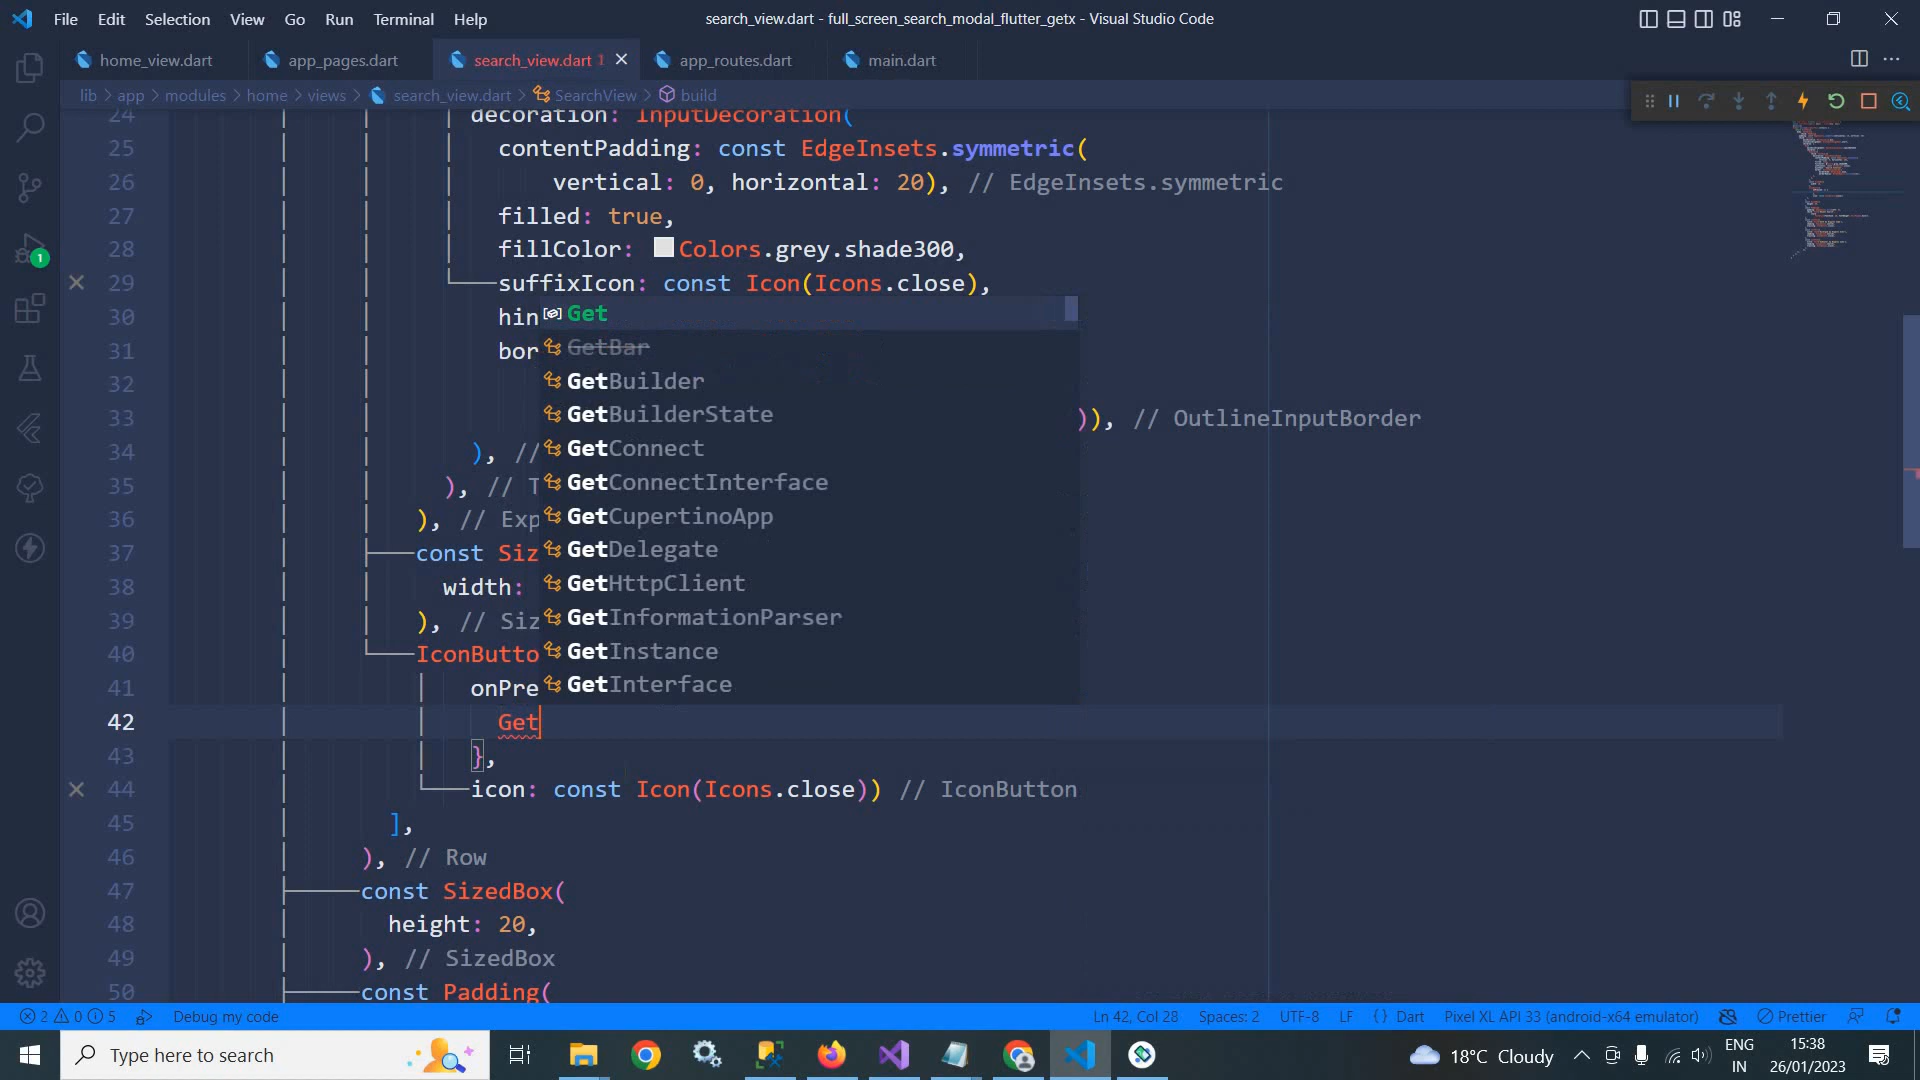 File Edit Selection View Go Run Terminal Help
search_view.dart - full_screen_search_modal_flutter_getx - Visual Studio Code
home_view.dart
app_pages.dart
search_view.dart 1
app_routes.dart
main.dart
lib > app > modules > home > views > search_view.dart > SearchView > build
24 decoration: InputDecoration(
25 contentPadding: const EdgeInsets.symmetric(
26 vertical: 0, horizontal: 20), // EdgeInsets.symmetric
27 filled: true,
28 fillColor: Colors.grey.shade300,
29 suffixIcon: const Icon(Icons.close),
30 hin
31 bor
32
33 )), // OutlineInputBorder
34 ), //
35 ), // T
36 ), // Exp
37 const Siz
38 width:
39 ), // Siz
40 IconButto
41 onPre
42 Get
43 },
44 icon: const Icon(Icons.close)) // IconButton
45 ],
46 ), // Row
47 const SizedBox(
48 height: 20,
49 ), // SizedBox
50 const Padding(
Get
GetBar
GetBuilder
GetBuilderState
GetConnect
GetConnectInterface
GetCupertinoApp
GetDelegate
GetHttpClient
GetInformationParser
GetInstance
GetInterface
1
2 0 5 Debug my code
Ln 42, Col 28 Spaces: 2 UTF-8 LF {} Dart Pixel XL API 33 (android-x64 emulator) Prettier
Type here to search
18°C Cloudy
ENG
IN
15:38
26/01/2023